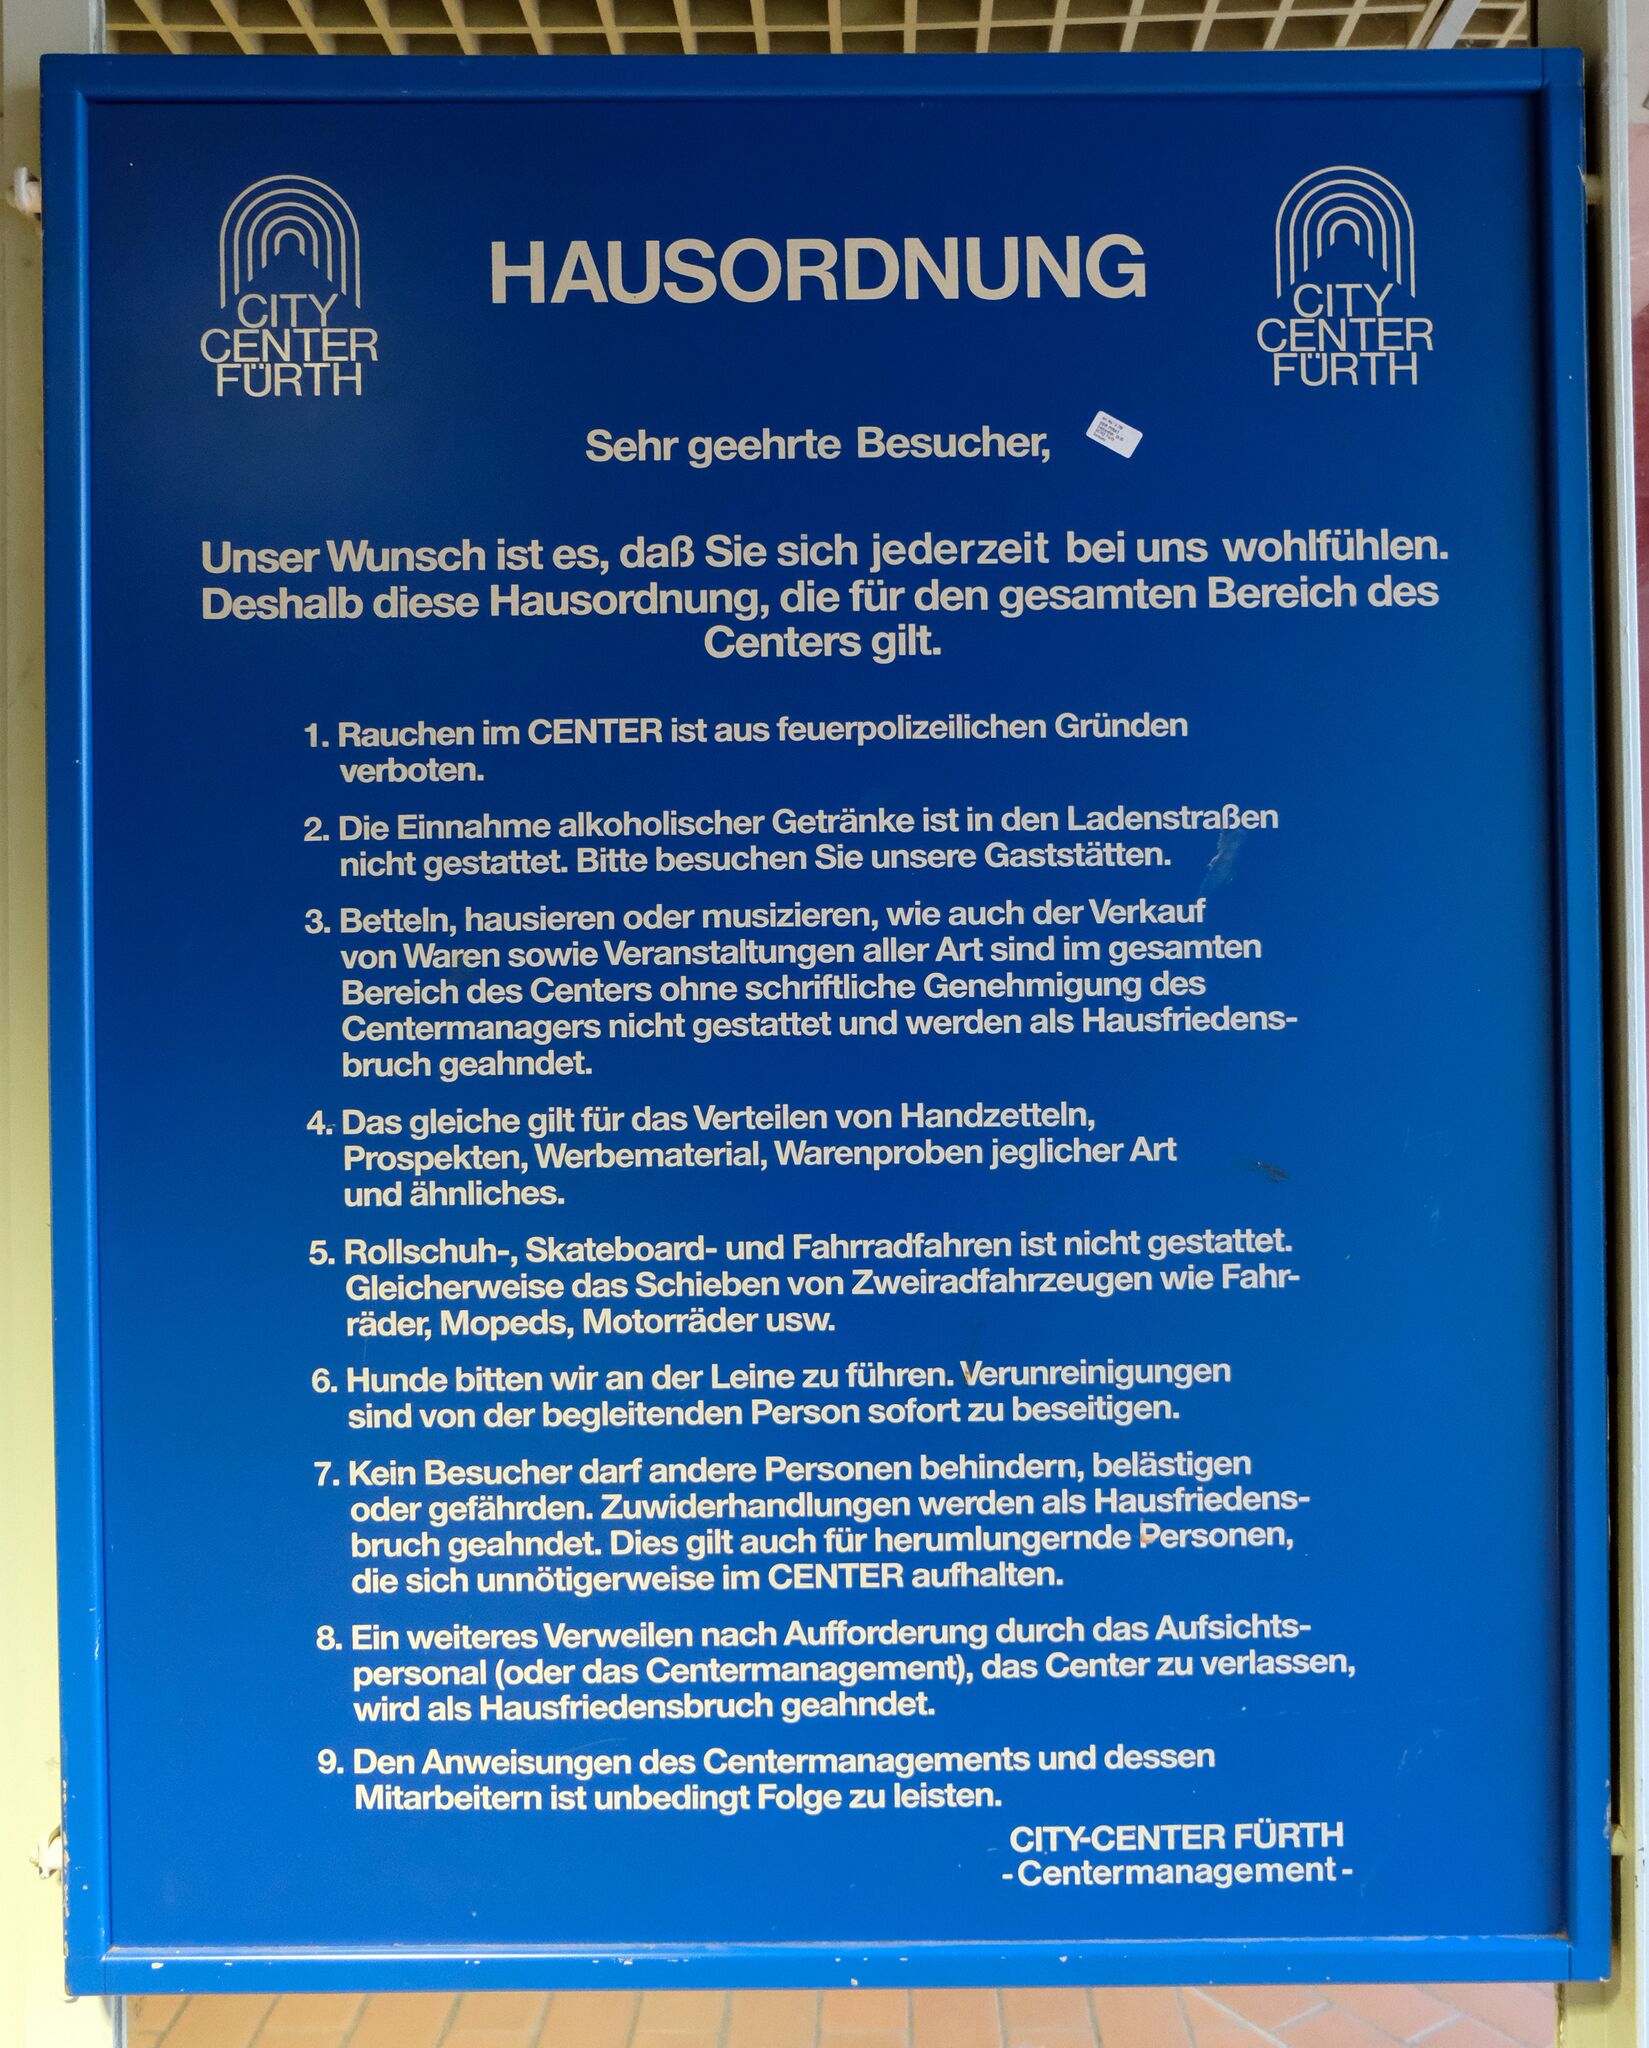 CITY
CENTER
FÜRTH
HAUSORDNUNG
CITY
CENTER
FÜRTH
Sehr geehrte Besucher,
Unser Wunsch ist es, daß Sie sich jederzeit bei uns wohlfühlen.
Deshalb diese Hausordnung, die für den gesamten Bereich des
Centers gilt.
1. Rauchen im CENTER ist aus feuerpolizeilichen Gründen
verboten.
2. Die Einnahme alkoholischer Getränke ist in den Ladenstraßen
nicht gestattet. Bitte besuchen Sie unsere Gaststätten.
3. Betteln, hausieren oder musizieren, wie auch der Verkauf
von Waren sowie Veranstaltungen aller Art sind im gesamten
Bereich des Centers ohne schriftliche Genehmigung des
Centermanagers nicht gestattet und werden als Hausfriedens-
bruch geahndet.
4. Das gleiche gilt für das Verteilen von Handzetteln,
Prospekten, Werbematerial, Warenproben jeglicher Art
und ähnliches.
5. Rollschuh-, Skateboard- und Fahrradfahren ist nicht gestattet.
Gleicherweise das Schieben von Zweiradfahrzeugen wie Fahr-
räder, Mopeds, Motorräder usw.
6. Hunde bitten wir an der Leine zu führen. Verunreinigungen
sind von der begleitenden Person sofort zu beseitigen.
7. Kein Besucher darf andere Personen behindern, belästigen
oder gefährden. Zuwiderhandlungen werden als Hausfriedens-
bruch geahndet. Dies gilt auch für herumlungernde Personen,
die sich unnötigerweise im CENTER aufhalten.
8. Ein weiteres Verweilen nach Aufforderung durch das Aufsichts-
personal (oder das Centermanagement), das Center zu verlassen,
wird als Hausfriedensbruch geahndet.
9. Den Anweisungen des Centermanagements und dessen
Mitarbeitern ist unbedingt Folge zu leisten.
CITY-CENTER FÜRTH
- Centermanagement -